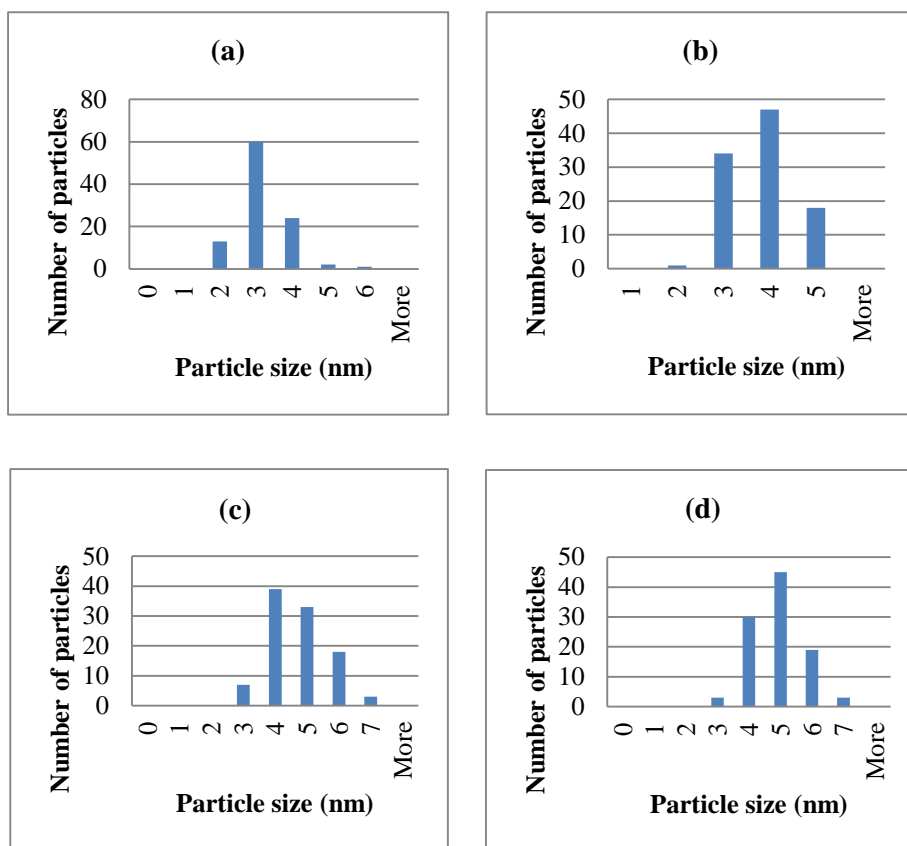 (a)
Number of particles
80
60
40
20
0
0 1 2 3 4 5 6 More
Particle size (nm)
(b)
Number of particles
50
40
30
20
10
0
1 2 3 4 5 More
Particle size (nm)
(c)
Number of particles
50
40
30
20
10
0
0 1 2 3 4 5 6 7 More
Particle size (nm)
(d)
Number of particles
50
40
30
20
10
0
0 1 2 3 4 5 6 7 More
Particle size (nm)